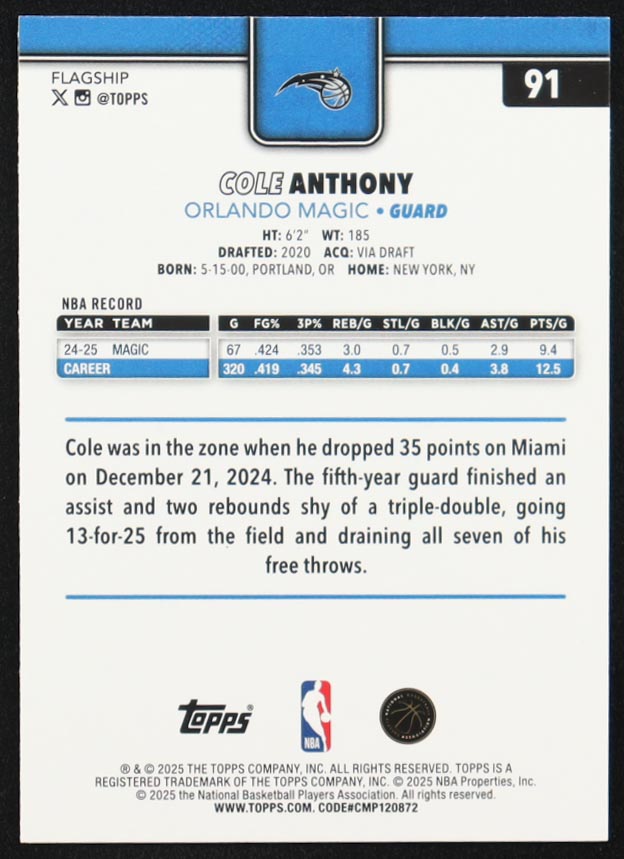 FLAGSHIP
@TOPPS
91
COLE ANTHONY
ORLANDO MAGIC • GUARD
HT: 6'2" WT: 185
DRAFTED: 2020 ACQ: VIA DRAFT
BORN: 5-15-00, PORTLAND, OR HOME: NEW YORK, NY
NBA RECORD
YEAR TEAM G FG% 3P% REB/G STL/G BLK/G AST/G PTS/G
24-25 MAGIC 67 .424 .353 3.0 0.7 0.5 2.9 9.4
CAREER 320 .419 .345 4.3 0.7 0.4 3.8 12.5
Cole was in the zone when he dropped 35 points on Miami
on December 21, 2024. The fifth-year guard finished an
assist and two rebounds shy of a triple-double, going
13-for-25 from the field and draining all seven of his
free throws.
Topps®
NBA
® & © 2025 THE TOPPS COMPANY, INC. ALL RIGHTS RESERVED. TOPPS IS A
REGISTERED TRADEMARK OF THE TOPPS COMPANY, INC. © 2025 NBA Properties, Inc.
© 2025 the National Basketball Players Association. All rights reserved.
WWW.TOPPS.COM. CODE#CMP120872